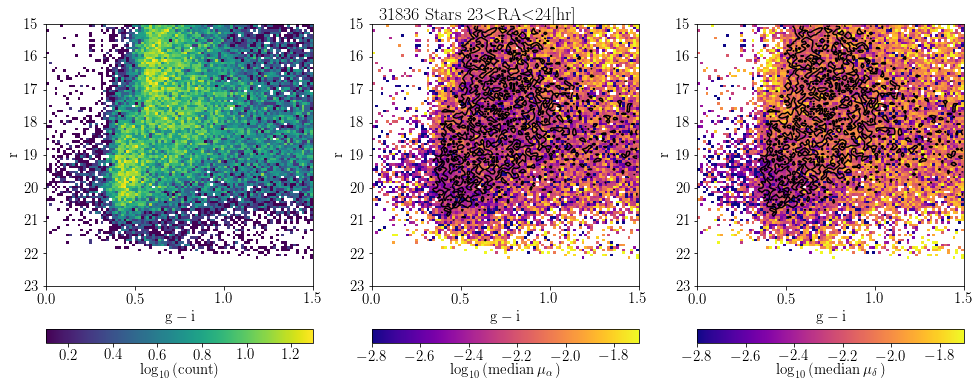 31836 Stars 23<RA<24[hr]
15
16
17
18
19
20
21
22
23
r
0.0 0.5 1.0 1.5
g − i
0.2 0.4 0.6 0.8 1.0 1.2
log₁₀(count)
15
16
17
18
19
20
21
22
23
r
0.0 0.5 1.0 1.5
g − i
−2.8 −2.6 −2.4 −2.2 −2.0 −1.8
log₁₀(median μ_α)
15
16
17
18
19
20
21
22
23
r
0.0 0.5 1.0 1.5
g − i
−2.8 −2.6 −2.4 −2.2 −2.0 −1.8
log₁₀(median μ_δ)